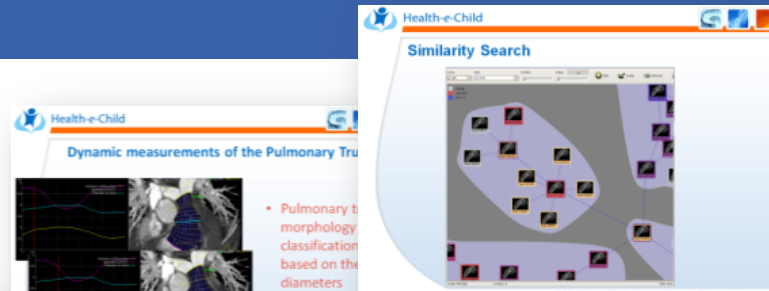 Health-e-Child
Similarity Search
Health-e-Child
Dynamic measurements of the Pulmonary Tru
• Pulmonary t
morphology
classification
based on the
diameters